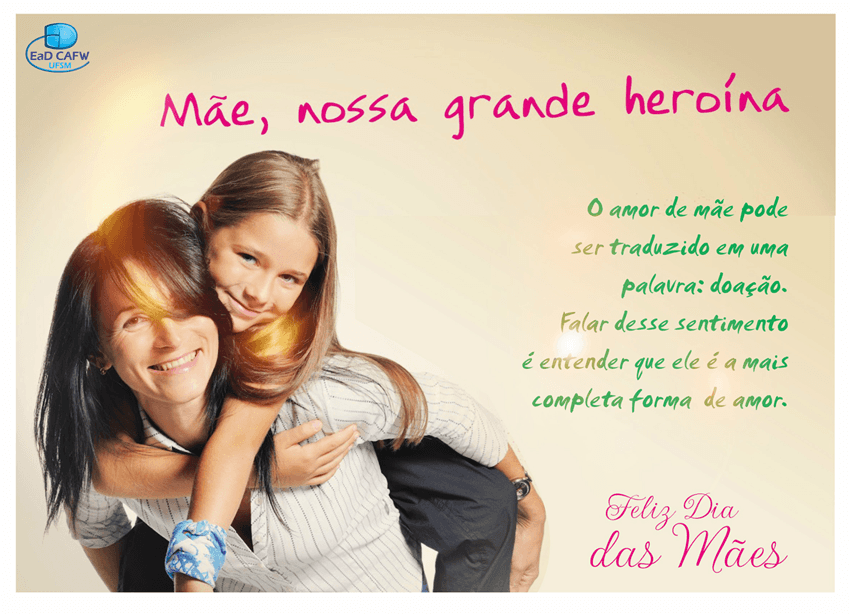 EaD CAFW
UFSM
Mãe, nossa grande heroína
O amor de mãe pode
ser traduzido em uma
palavra: doação.
Falar desse sentimento
é entender que ele é a mais
completa forma de amor.
Feliz Dia
das Mães